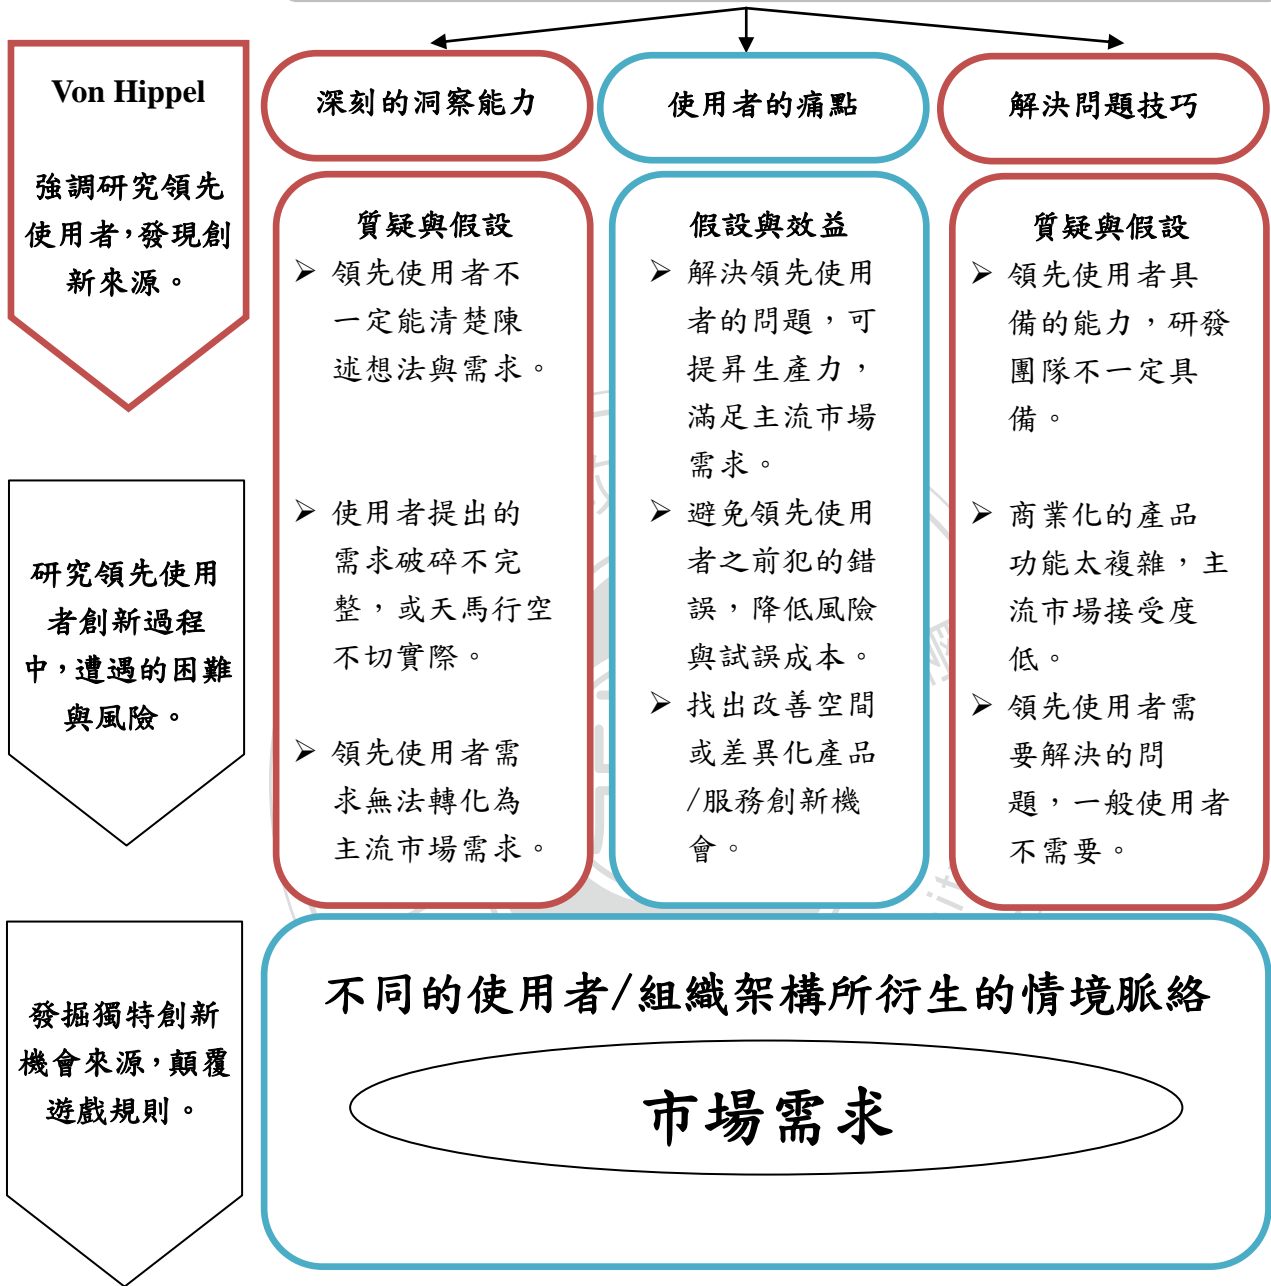 Von Hippel
強調研究領先
使用者，發現創
新來源。
深刻的洞察能力
使用者的痛點
解決問題技巧
質疑與假設
➢ 領先使用者不
一定能清楚陳
述想法與需求。
➢ 使用者提出的
需求破碎不完
整，或天馬行空
不切實際。
➢ 領先使用者需
求無法轉化為
主流市場需求。
假設與效益
➢ 解決領先使用
者的問題，可
提昇生產力，
滿足主流市場
需求。
➢ 避免領先使用
者之前犯的錯
誤，降低風險
與試誤成本。
➢ 找出改善空間
或差異化產品
/服務創新機
會。
質疑與假設
➢ 領先使用者具
備的能力，研發
團隊不一定具
備。
➢ 商業化的產品
功能太複雜，主
流市場接受度
低。
➢ 領先使用者需
要解決的問
題，一般使用者
不需要。
研究領先使用
者創新過程
中，遭遇的困難
與風險。
發掘獨特創新
機會來源，顛覆
遊戲規則。
不同的使用者/組織架構所衍生的情境脈絡
市場需求